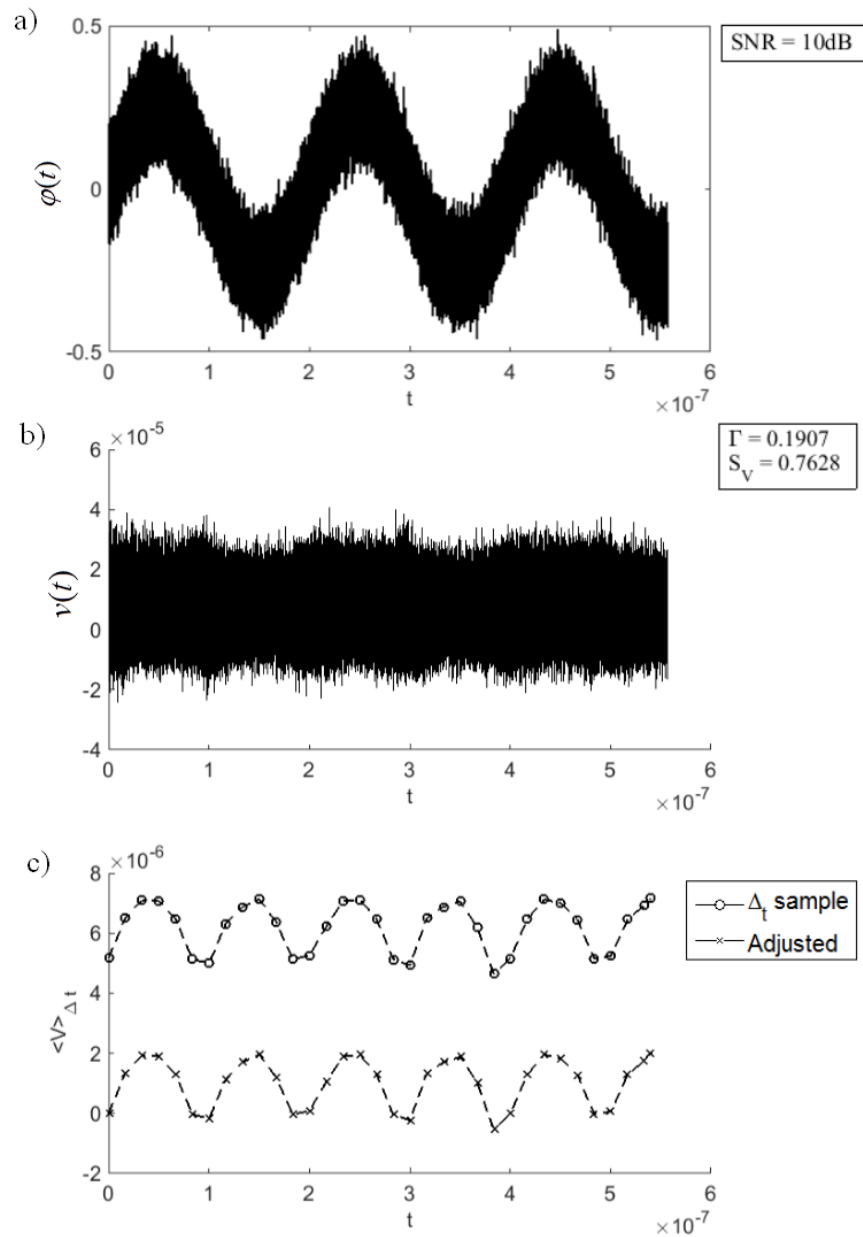 a)
SNR = 10dB
0.5
0
-0.5
φ(t)
0 1 2 3 4 5 6
t
×10⁻⁷
b)
Γ = 0.1907
S_V = 0.7628
×10⁻⁵
6
4
2
0
-2
-4
v(t)
0 1 2 3 4 5 6
t
×10⁻⁷
c)
×10⁻⁶
8
6
4
2
0
-2
<V>_Δ t
Δ_t sample
Adjusted
0 1 2 3 4 5 6
t
×10⁻⁷